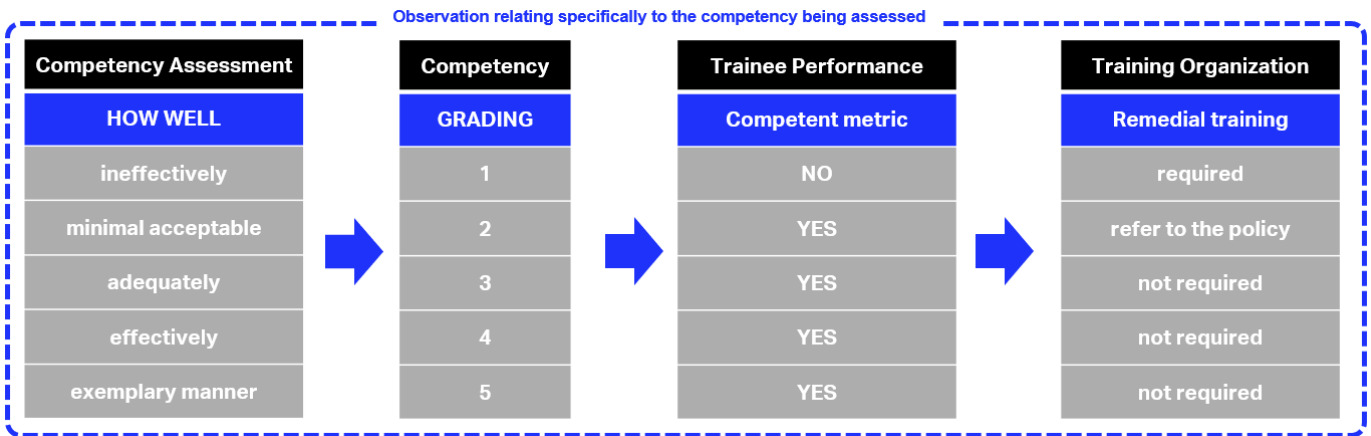 Observation relating specifically to the competency being assessed
Competency Assessment Competency Trainee Performance Training Organization
HOW WELL GRADING Competent metric Remedial training
ineffectively 1 NO required
minimal acceptable 2 YES refer to the policy
adequately 3 YES not required
effectively 4 YES not required
exemplary manner 5 YES not required